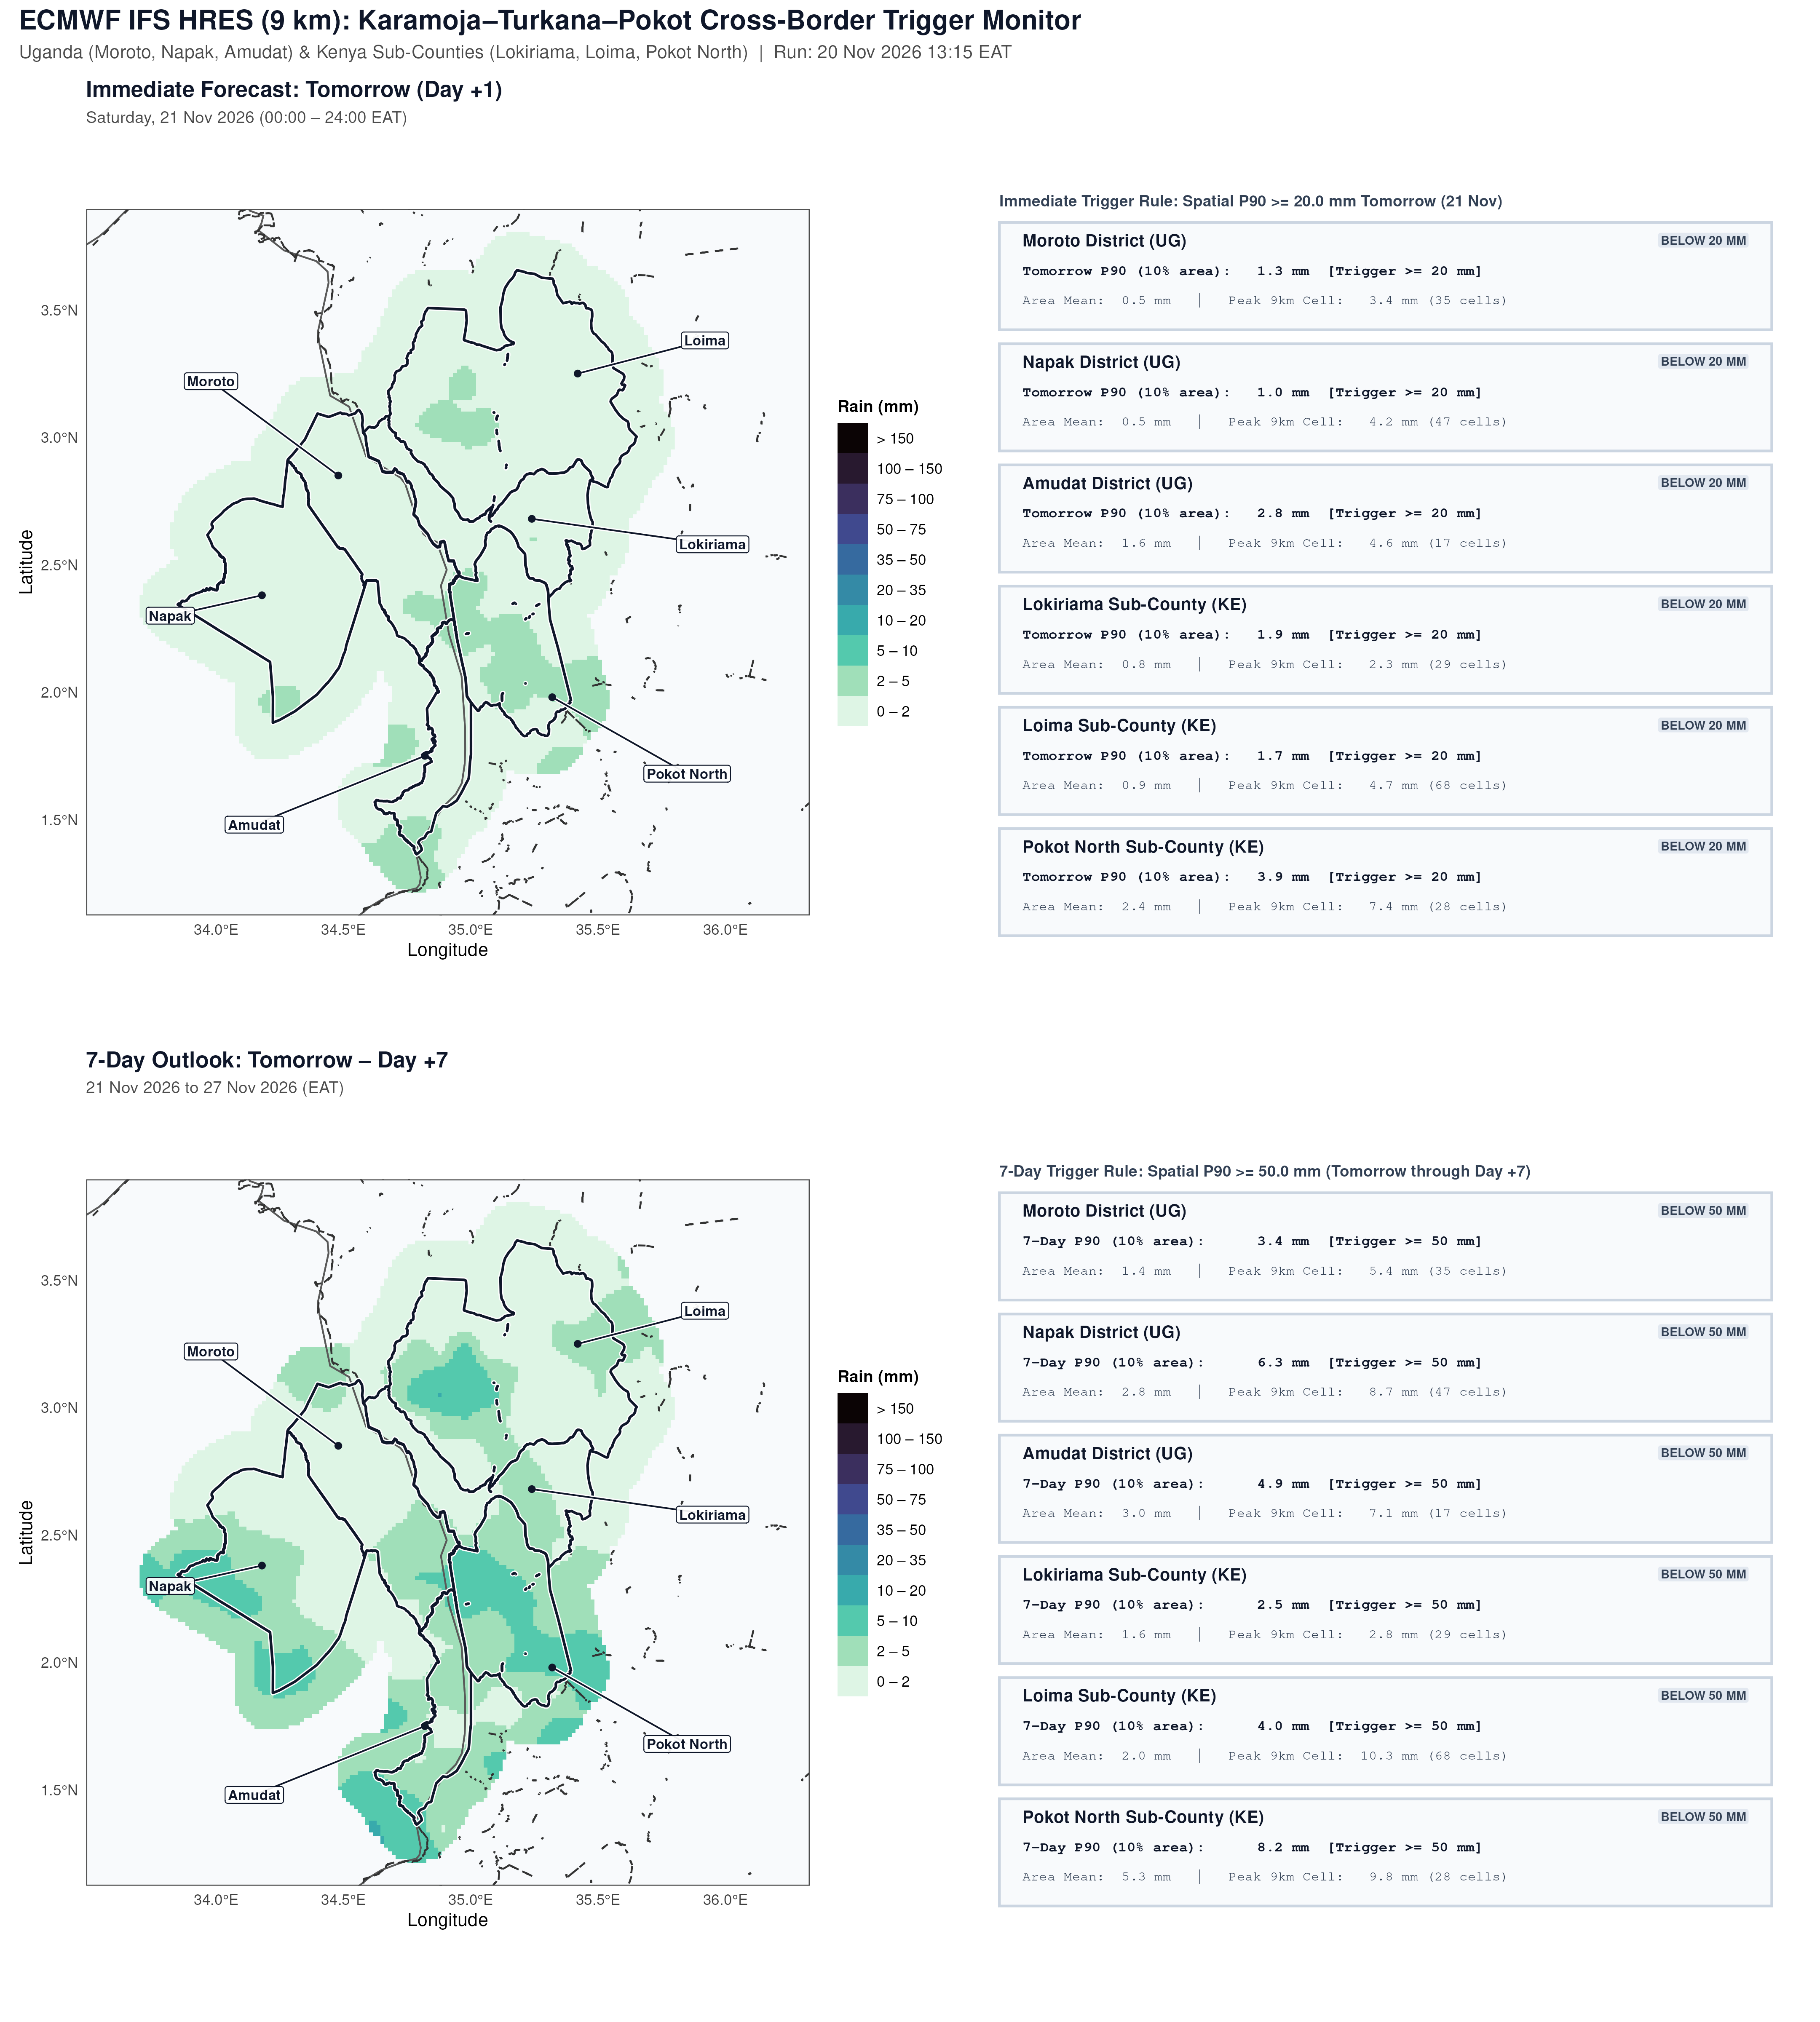 ECMWF IFS HRES (9 km): Karamoja–Turkana–Pokot Cross-Border Trigger Monitor
Uganda (Moroto, Napak, Amudat) & Kenya Sub-Counties (Lokiriama, Loima, Pokot North) | Run: 20 Nov 2026 13:15 EAT
Immediate Forecast: Tomorrow (Day +1)
Saturday, 21 Nov 2026 (00:00 – 24:00 EAT)
Latitude
3.5°N
3.0°N
2.5°N
2.0°N
1.5°N
Loima
Moroto
Lokiriama
Napak
Pokot North
Amudat
34.0°E 34.5°E 35.0°E 35.5°E 36.0°E
Longitude
Rain (mm)
> 150
100 – 150
75 – 100
50 – 75
35 – 50
20 – 35
10 – 20
5 – 10
2 – 5
0 – 2
Immediate Trigger Rule: Spatial P90 >= 20.0 mm Tomorrow (21 Nov)
Moroto District (UG) BELOW 20 MM
Tomorrow P90 (10% area): 1.3 mm [Trigger >= 20 mm]
Area Mean: 0.5 mm | Peak 9km Cell: 3.4 mm (35 cells)
Napak District (UG) BELOW 20 MM
Tomorrow P90 (10% area): 1.0 mm [Trigger >= 20 mm]
Area Mean: 0.5 mm | Peak 9km Cell: 4.2 mm (47 cells)
Amudat District (UG) BELOW 20 MM
Tomorrow P90 (10% area): 2.8 mm [Trigger >= 20 mm]
Area Mean: 1.6 mm | Peak 9km Cell: 4.6 mm (17 cells)
Lokiriama Sub-County (KE) BELOW 20 MM
Tomorrow P90 (10% area): 1.9 mm [Trigger >= 20 mm]
Area Mean: 0.8 mm | Peak 9km Cell: 2.3 mm (29 cells)
Loima Sub-County (KE) BELOW 20 MM
Tomorrow P90 (10% area): 1.7 mm [Trigger >= 20 mm]
Area Mean: 0.9 mm | Peak 9km Cell: 4.7 mm (68 cells)
Pokot North Sub-County (KE) BELOW 20 MM
Tomorrow P90 (10% area): 3.9 mm [Trigger >= 20 mm]
Area Mean: 2.4 mm | Peak 9km Cell: 7.4 mm (28 cells)
7-Day Outlook: Tomorrow – Day +7
21 Nov 2026 to 27 Nov 2026 (EAT)
Latitude
3.5°N
3.0°N
2.5°N
2.0°N
1.5°N
Loima
Moroto
Lokiriama
Napak
Pokot North
Amudat
34.0°E 34.5°E 35.0°E 35.5°E 36.0°E
Longitude
Rain (mm)
> 150
100 – 150
75 – 100
50 – 75
35 – 50
20 – 35
10 – 20
5 – 10
2 – 5
0 – 2
7-Day Trigger Rule: Spatial P90 >= 50.0 mm (Tomorrow through Day +7)
Moroto District (UG) BELOW 50 MM
7-Day P90 (10% area): 3.4 mm [Trigger >= 50 mm]
Area Mean: 1.4 mm | Peak 9km Cell: 5.4 mm (35 cells)
Napak District (UG) BELOW 50 MM
7-Day P90 (10% area): 6.3 mm [Trigger >= 50 mm]
Area Mean: 2.8 mm | Peak 9km Cell: 8.7 mm (47 cells)
Amudat District (UG) BELOW 50 MM
7-Day P90 (10% area): 4.9 mm [Trigger >= 50 mm]
Area Mean: 3.0 mm | Peak 9km Cell: 7.1 mm (17 cells)
Lokiriama Sub-County (KE) BELOW 50 MM
7-Day P90 (10% area): 2.5 mm [Trigger >= 50 mm]
Area Mean: 1.6 mm | Peak 9km Cell: 2.8 mm (29 cells)
Loima Sub-County (KE) BELOW 50 MM
7-Day P90 (10% area): 4.0 mm [Trigger >= 50 mm]
Area Mean: 2.0 mm | Peak 9km Cell: 10.3 mm (68 cells)
Pokot North Sub-County (KE) BELOW 50 MM
7-Day P90 (10% area): 8.2 mm [Trigger >= 50 mm]
Area Mean: 5.3 mm | Peak 9km Cell: 9.8 mm (28 cells)